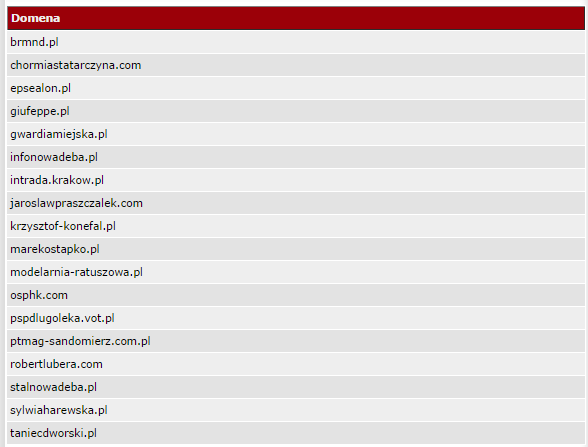 Domena
brmnd.pl
chormiastatarczyna.com
epsealon.pl
giufeppe.pl
gwardiamiejska.pl
infonowadeba.pl
intrada.krakow.pl
jaroslawpraszczalek.com
krzysztof-konefal.pl
marekostapko.pl
modelarnia-ratuszowa.pl
osphk.com
pspdlugoleka.vot.pl
ptmag-sandomierz.com.pl
robertlubera.com
stalnowadeba.pl
sylwiaharewska.pl
taniecdworski.pl